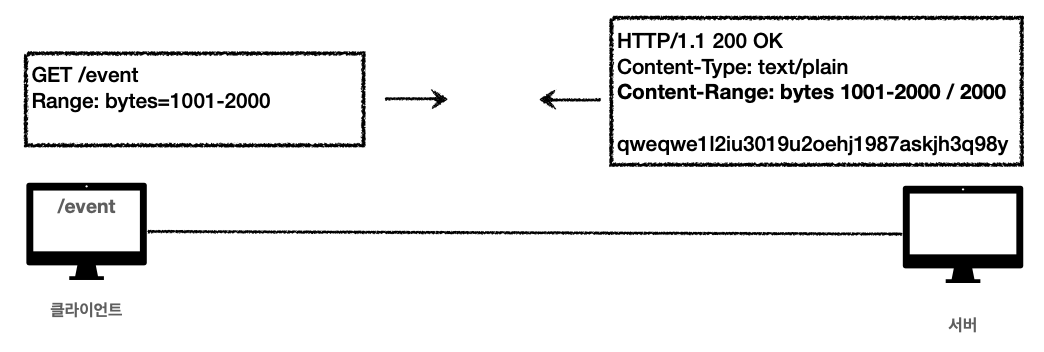 GET /event
Range: bytes=1001-2000
HTTP/1.1 200 OK
Content-Type: text/plain
Content-Range: bytes 1001-2000 / 2000
qweqwe1l2iu3019u2oehj1987askjh3q98y
/event
클라이언트
서버